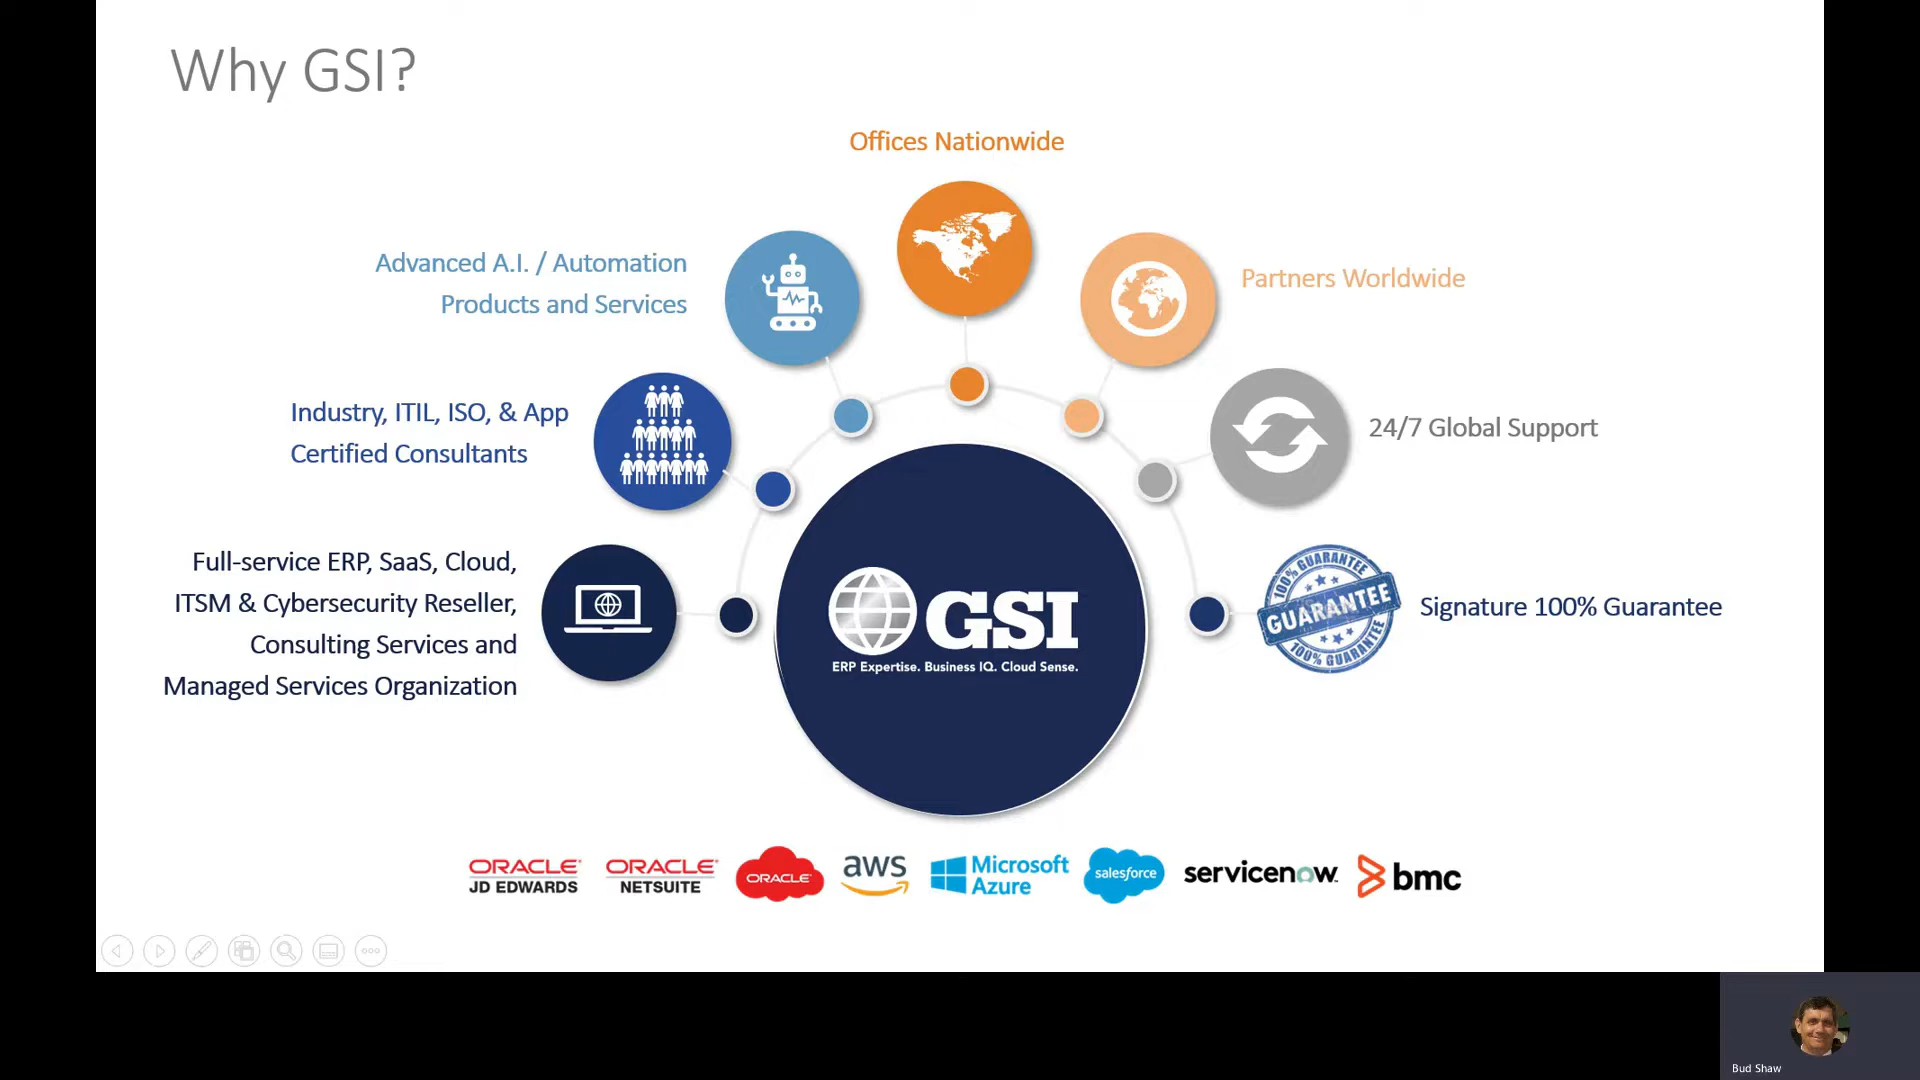 Why GSI?
Offices Nationwide
Advanced A.I. / Automation
Products and Services
Partners Worldwide
Industry, ITIL, ISO, & App
Certified Consultants
24/7 Global Support
Full-service ERP, SaaS, Cloud,
ITSM & Cybersecurity Reseller,
Consulting Services and
Managed Services Organization
GSI
ERP Expertise. Business IQ. Cloud Sense.
100% GUARANTEE
GUARANTEE
100% GUARANTEE
Signature 100% Guarantee
ORACLE
JD EDWARDS
ORACLE
NETSUITE
ORACLE
aws
Microsoft
Azure
salesforce
servicenow
bmc
Bud Shaw